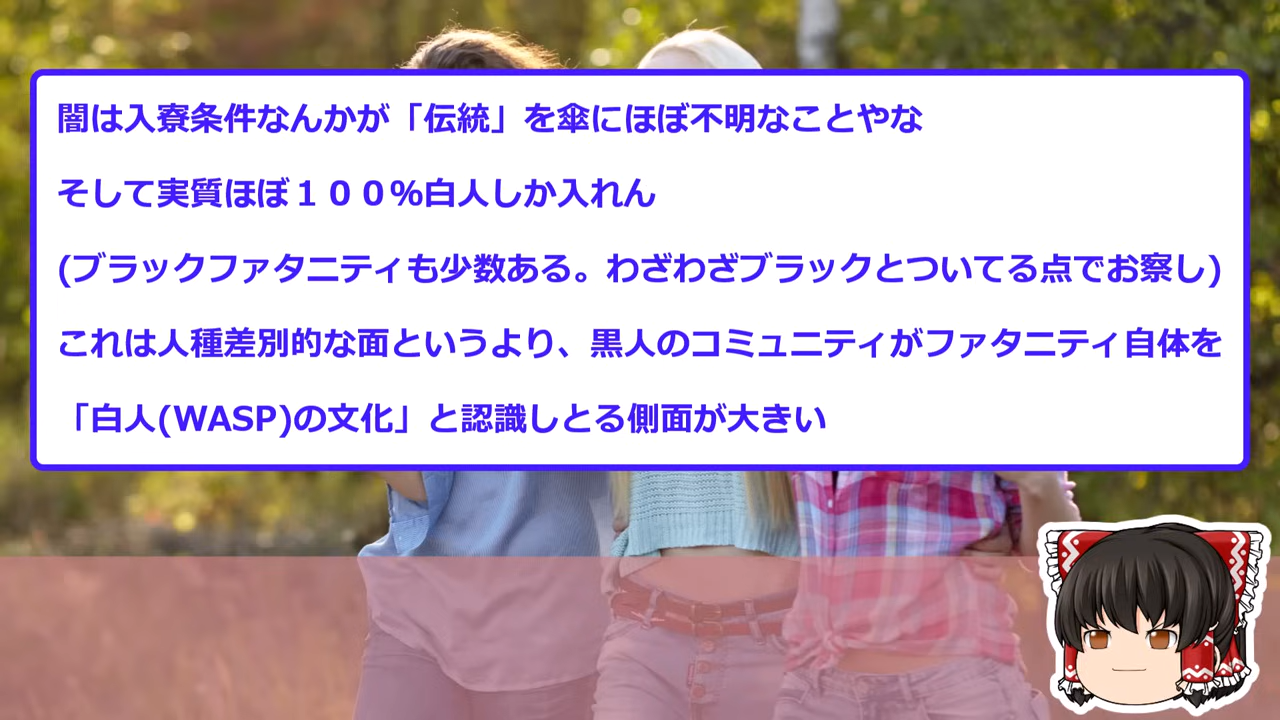 闇は入寮条件なんかが「伝統」を傘にほぼ不明なことやな
そして実質ほぼ１００％白人しか入れん
(ブラックファタニティも少数ある。わざわざブラックとついてる点でお察し)
これは人種差別的な面というより、黒人のコミュニティがファタニティ自体を
「白人(WASP)の文化」と認識しとる側面が大きい